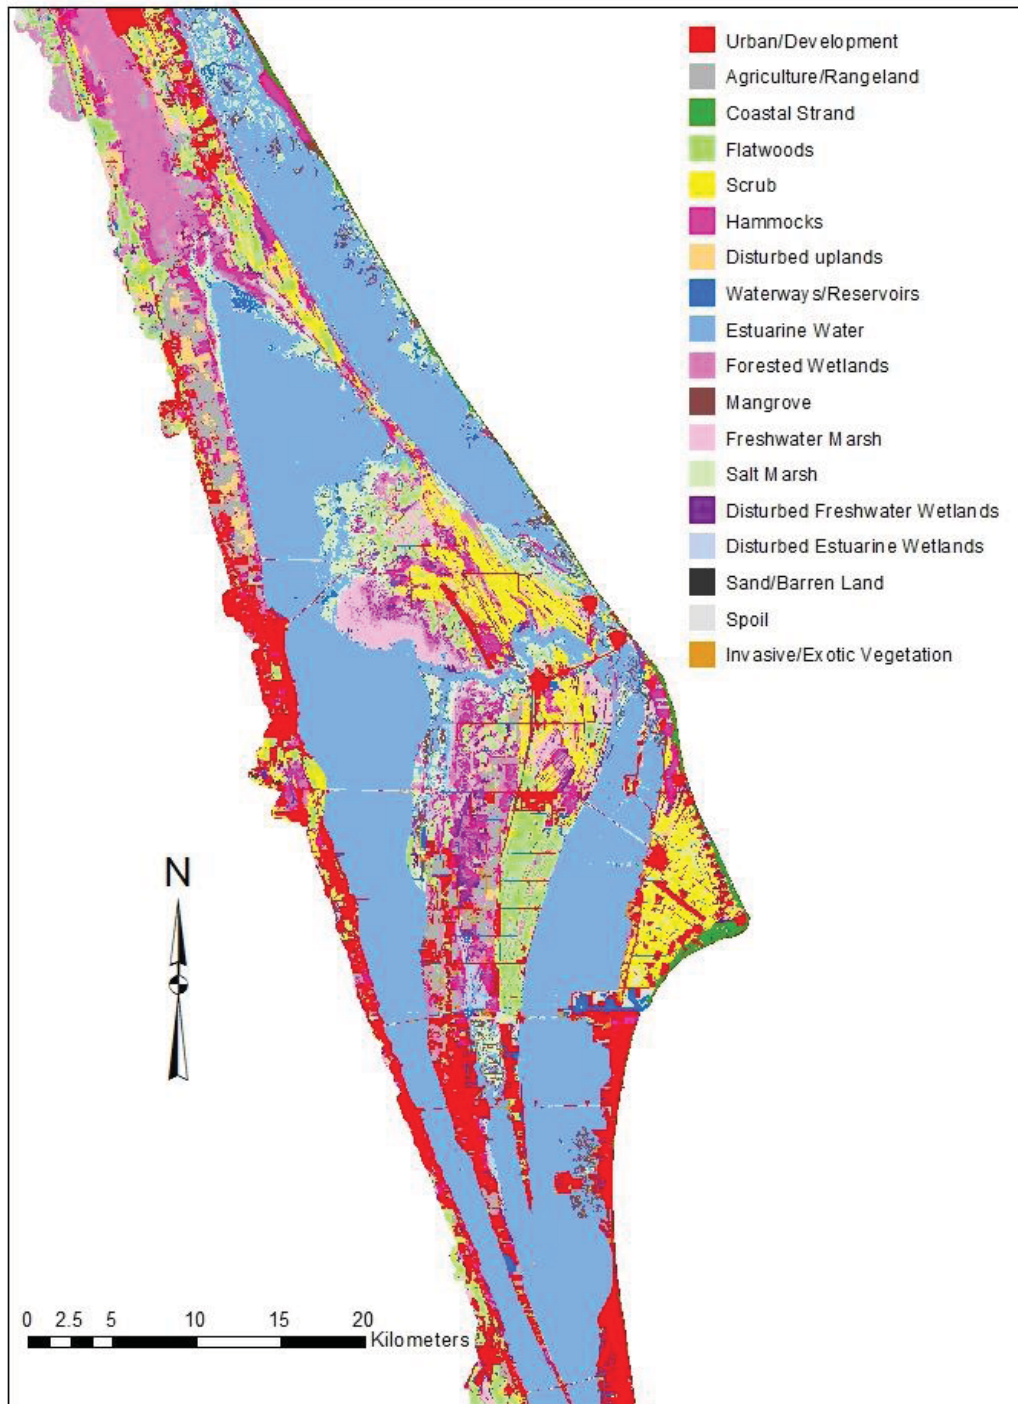 Urban/Development
Agriculture/Rangeland
Coastal Strand
Flatwoods
Scrub
Hammocks
Disturbed uplands
Waterways/Reservoirs
Estuarine Water
Forested Wetlands
Mangrove
Freshwater Marsh
Salt Marsh
Disturbed Freshwater Wetlands
Disturbed Estuarine Wetlands
Sand/Barren Land
Spoil
Invasive/Exotic Vegetation
N
0 2.5 5 10 15 20
Kilometers